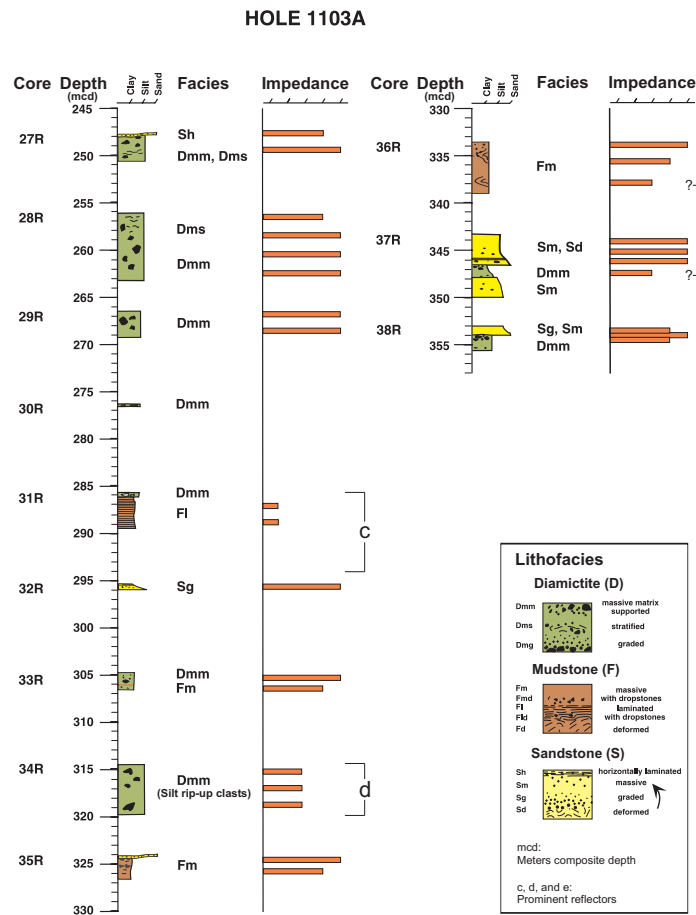 HOLE 1103A
Core Depth (mcd) Clay Silt Sand Facies Impedance
245
27R Sh
250 Dmm, Dms
255
28R Dms
260 Dmm
265
29R Dmm
270
275
30R Dmm
280
285
31R Dmm
Fl
290 c
295
32R Sg
300
305
33R Dmm
Fm
310
34R
315 Dmm
(Silt rip-up clasts) d
320
35R
325 Fm
330
Core Depth (mcd) Clay Silt Sand Facies Impedance
330
36R
335 Fm
?-
340
37R
345 Sm, Sd
Dmm ?-
Sm
350
38R Sg, Sm
355 Dmm
Lithofacies
Diamictite (D)
Dmm massive matrix
supported
Dms stratified
Dmg graded
Mudstone (F)
Fm massive
Fmd with dropstones
Fl laminated
Fld with dropstones
Fd deformed
Sandstone (S)
Sh horizontally laminated
Sm massive
Sg graded
Sd deformed
mcd:
Meters composite depth
c, d, and e:
Prominent reflectors